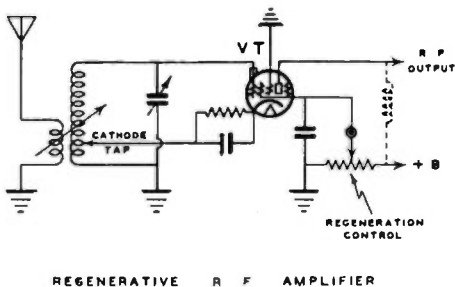 VT
R F
OUTPUT
CATHODE
TAP
+ B
REGENERATION
CONTROL
REGENERATIVE R F AMPLIFIER